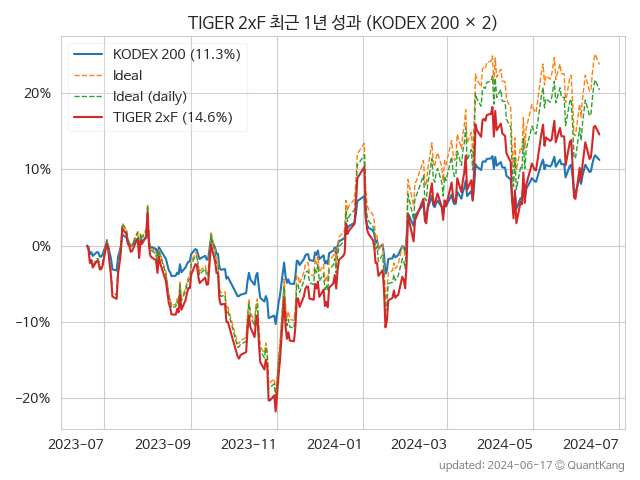 TIGER 2xF 최근 1년 성과 (KODEX 200 × 2)
KODEX 200 (11.3%)
Ideal
Ideal (daily)
TIGER 2xF (14.6%)
20%
10%
0%
−10%
−20%
2023-07 2023-09 2023-11 2024-01 2024-03 2024-05 2024-07
updated: 2024-06-17 © QuantKang